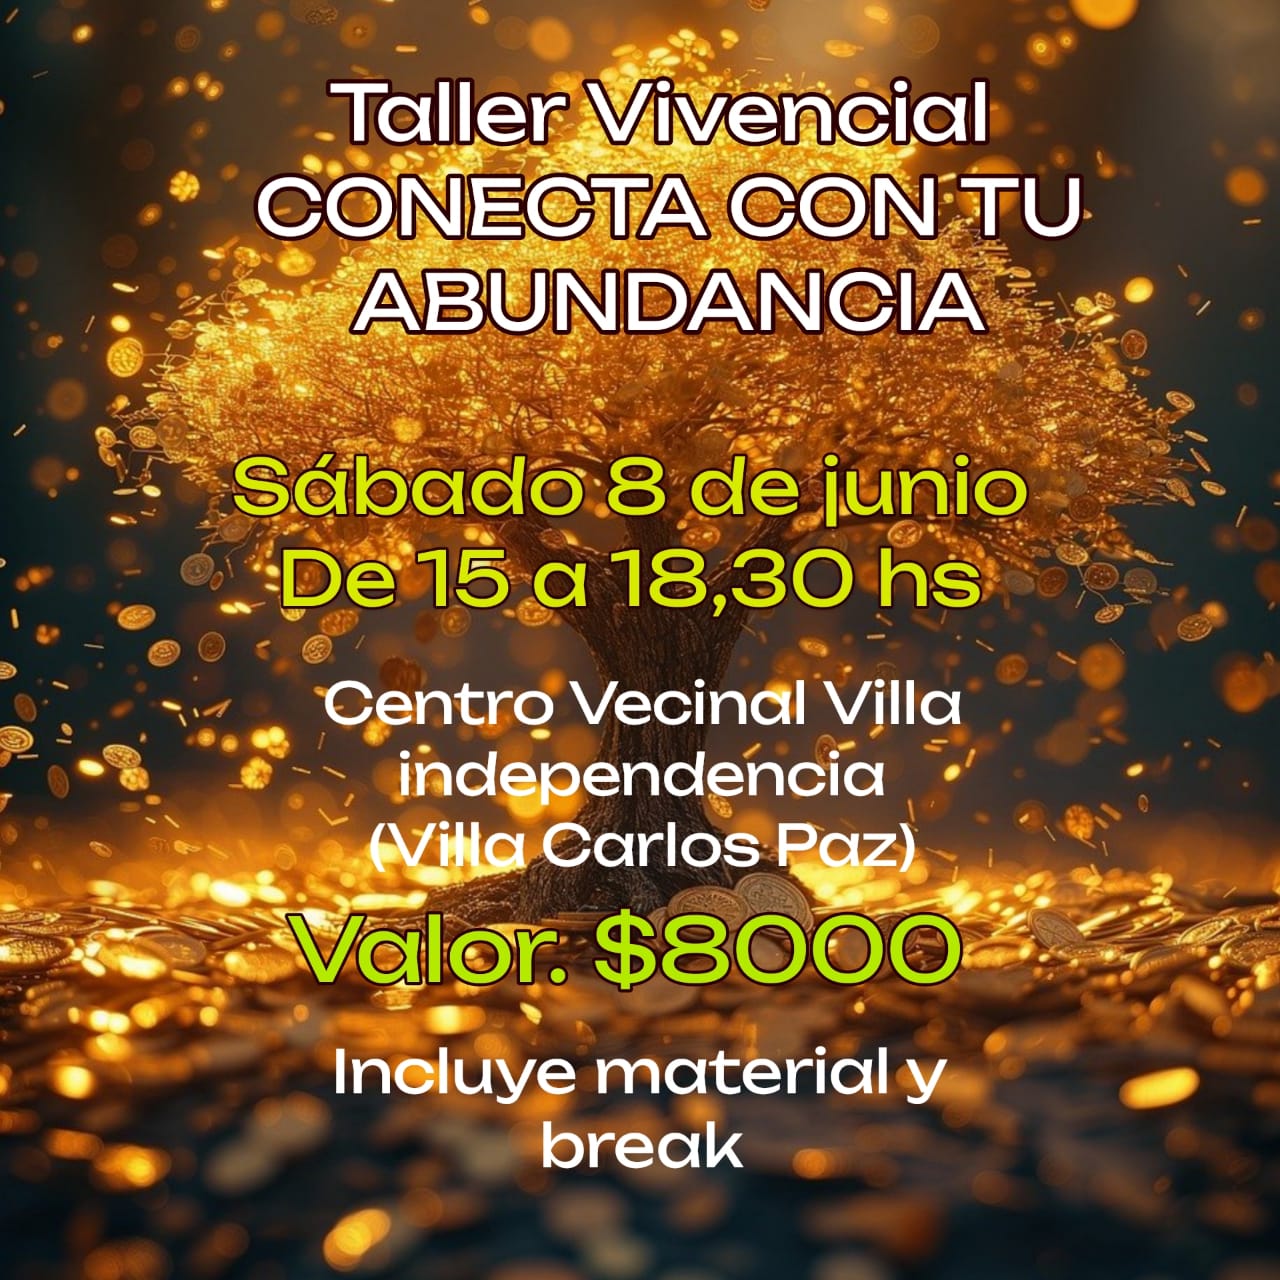 Taller Vivencial
CONECTA CON TU
ABUNDANCIA
Sábado 8 de junio
De 15 a 18,30 hs
Centro Vecinal Villa
independencia
(Villa Carlos Paz)
Valor. $8000
Incluye material y
break